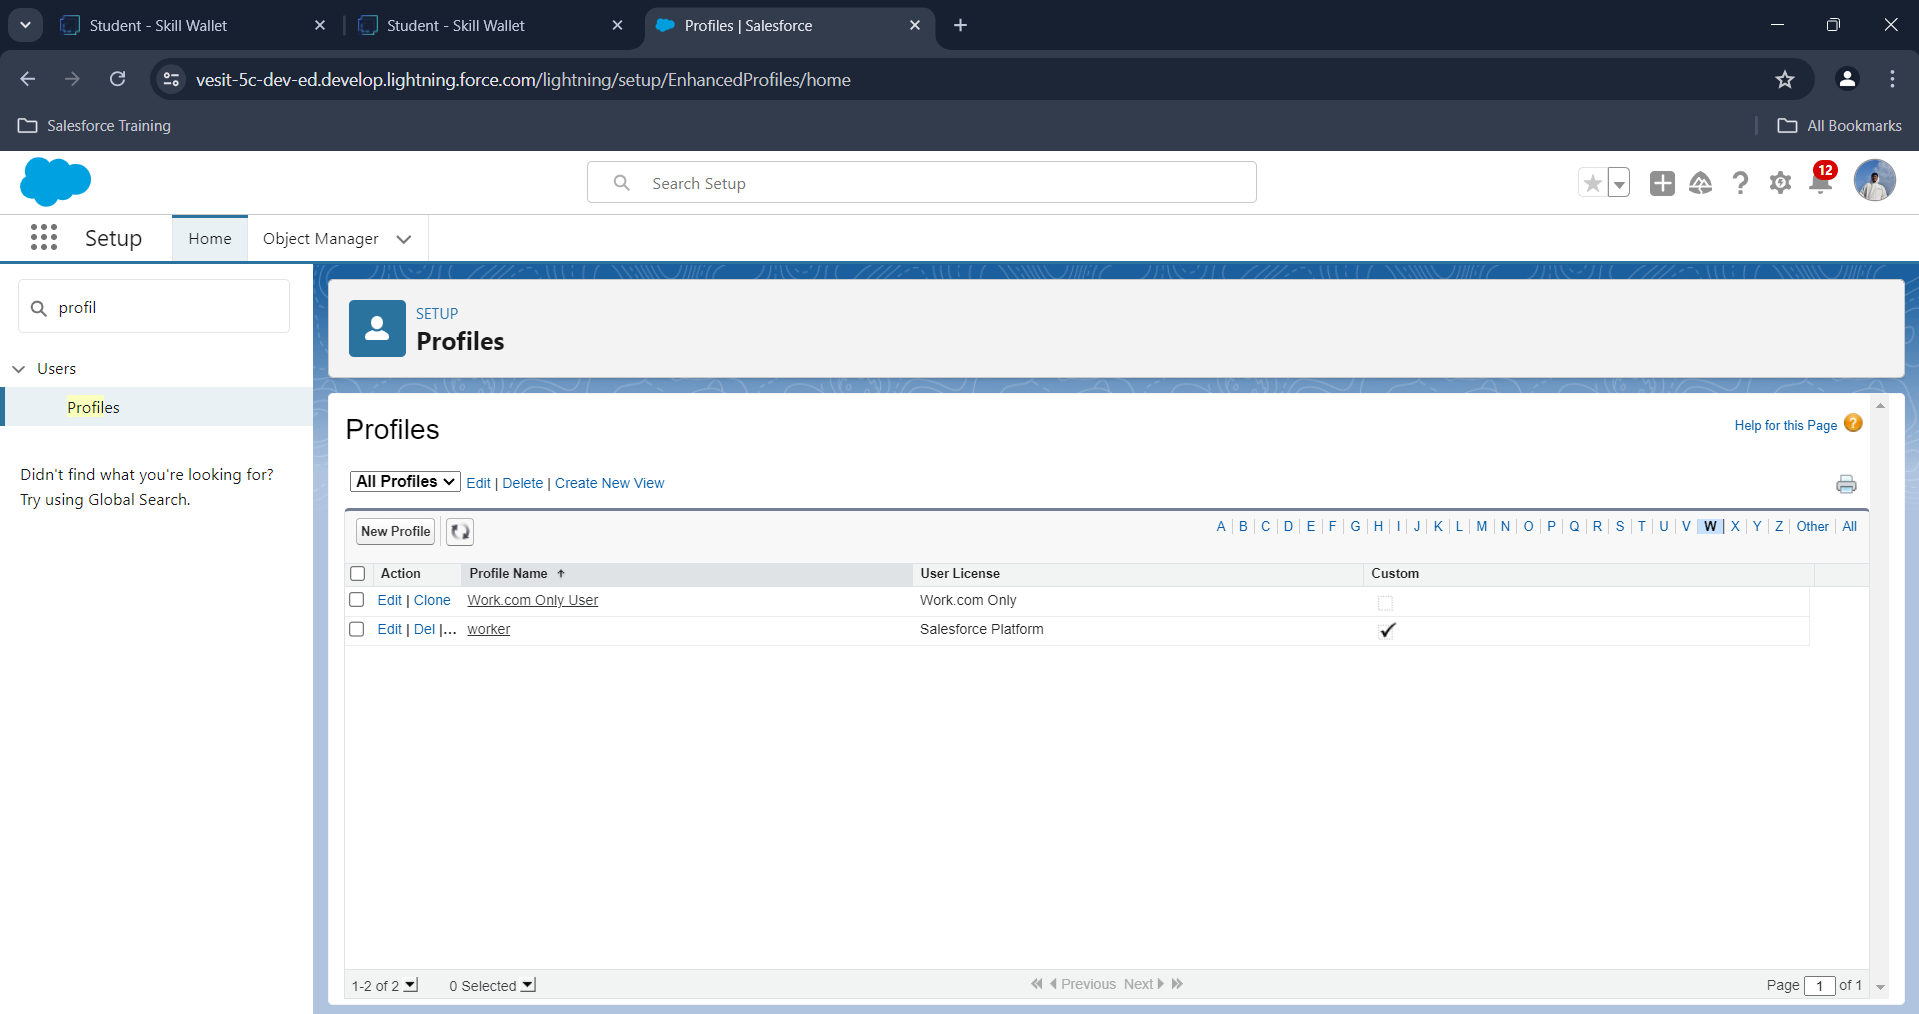 Student - Skill Wallet
Student - Skill Wallet
Profiles | Salesforce
vesit-5c-dev-ed.develop.lightning.force.com/lightning/setup/EnhancedProfiles/home
Salesforce Training
All Bookmarks
Search Setup
12
Setup
Home
Object Manager
profil
Users
Profiles
Didn't find what you're looking for?
Try using Global Search.
SETUP
Profiles
Profiles
Help for this Page ?
All Profiles Edit | Delete | Create New View
New Profile
A | B | C | D | E | F | G | H | I | J | K | L | M | N | O | P | Q | R | S | T | U | V | W | X | Y | Z | Other | All
Action Profile Name ↑ User License Custom
Edit | Clone Work.com Only User Work.com Only
Edit | Del |... worker Salesforce Platform
1-2 of 2 0 Selected Previous Next Page 1 of 1